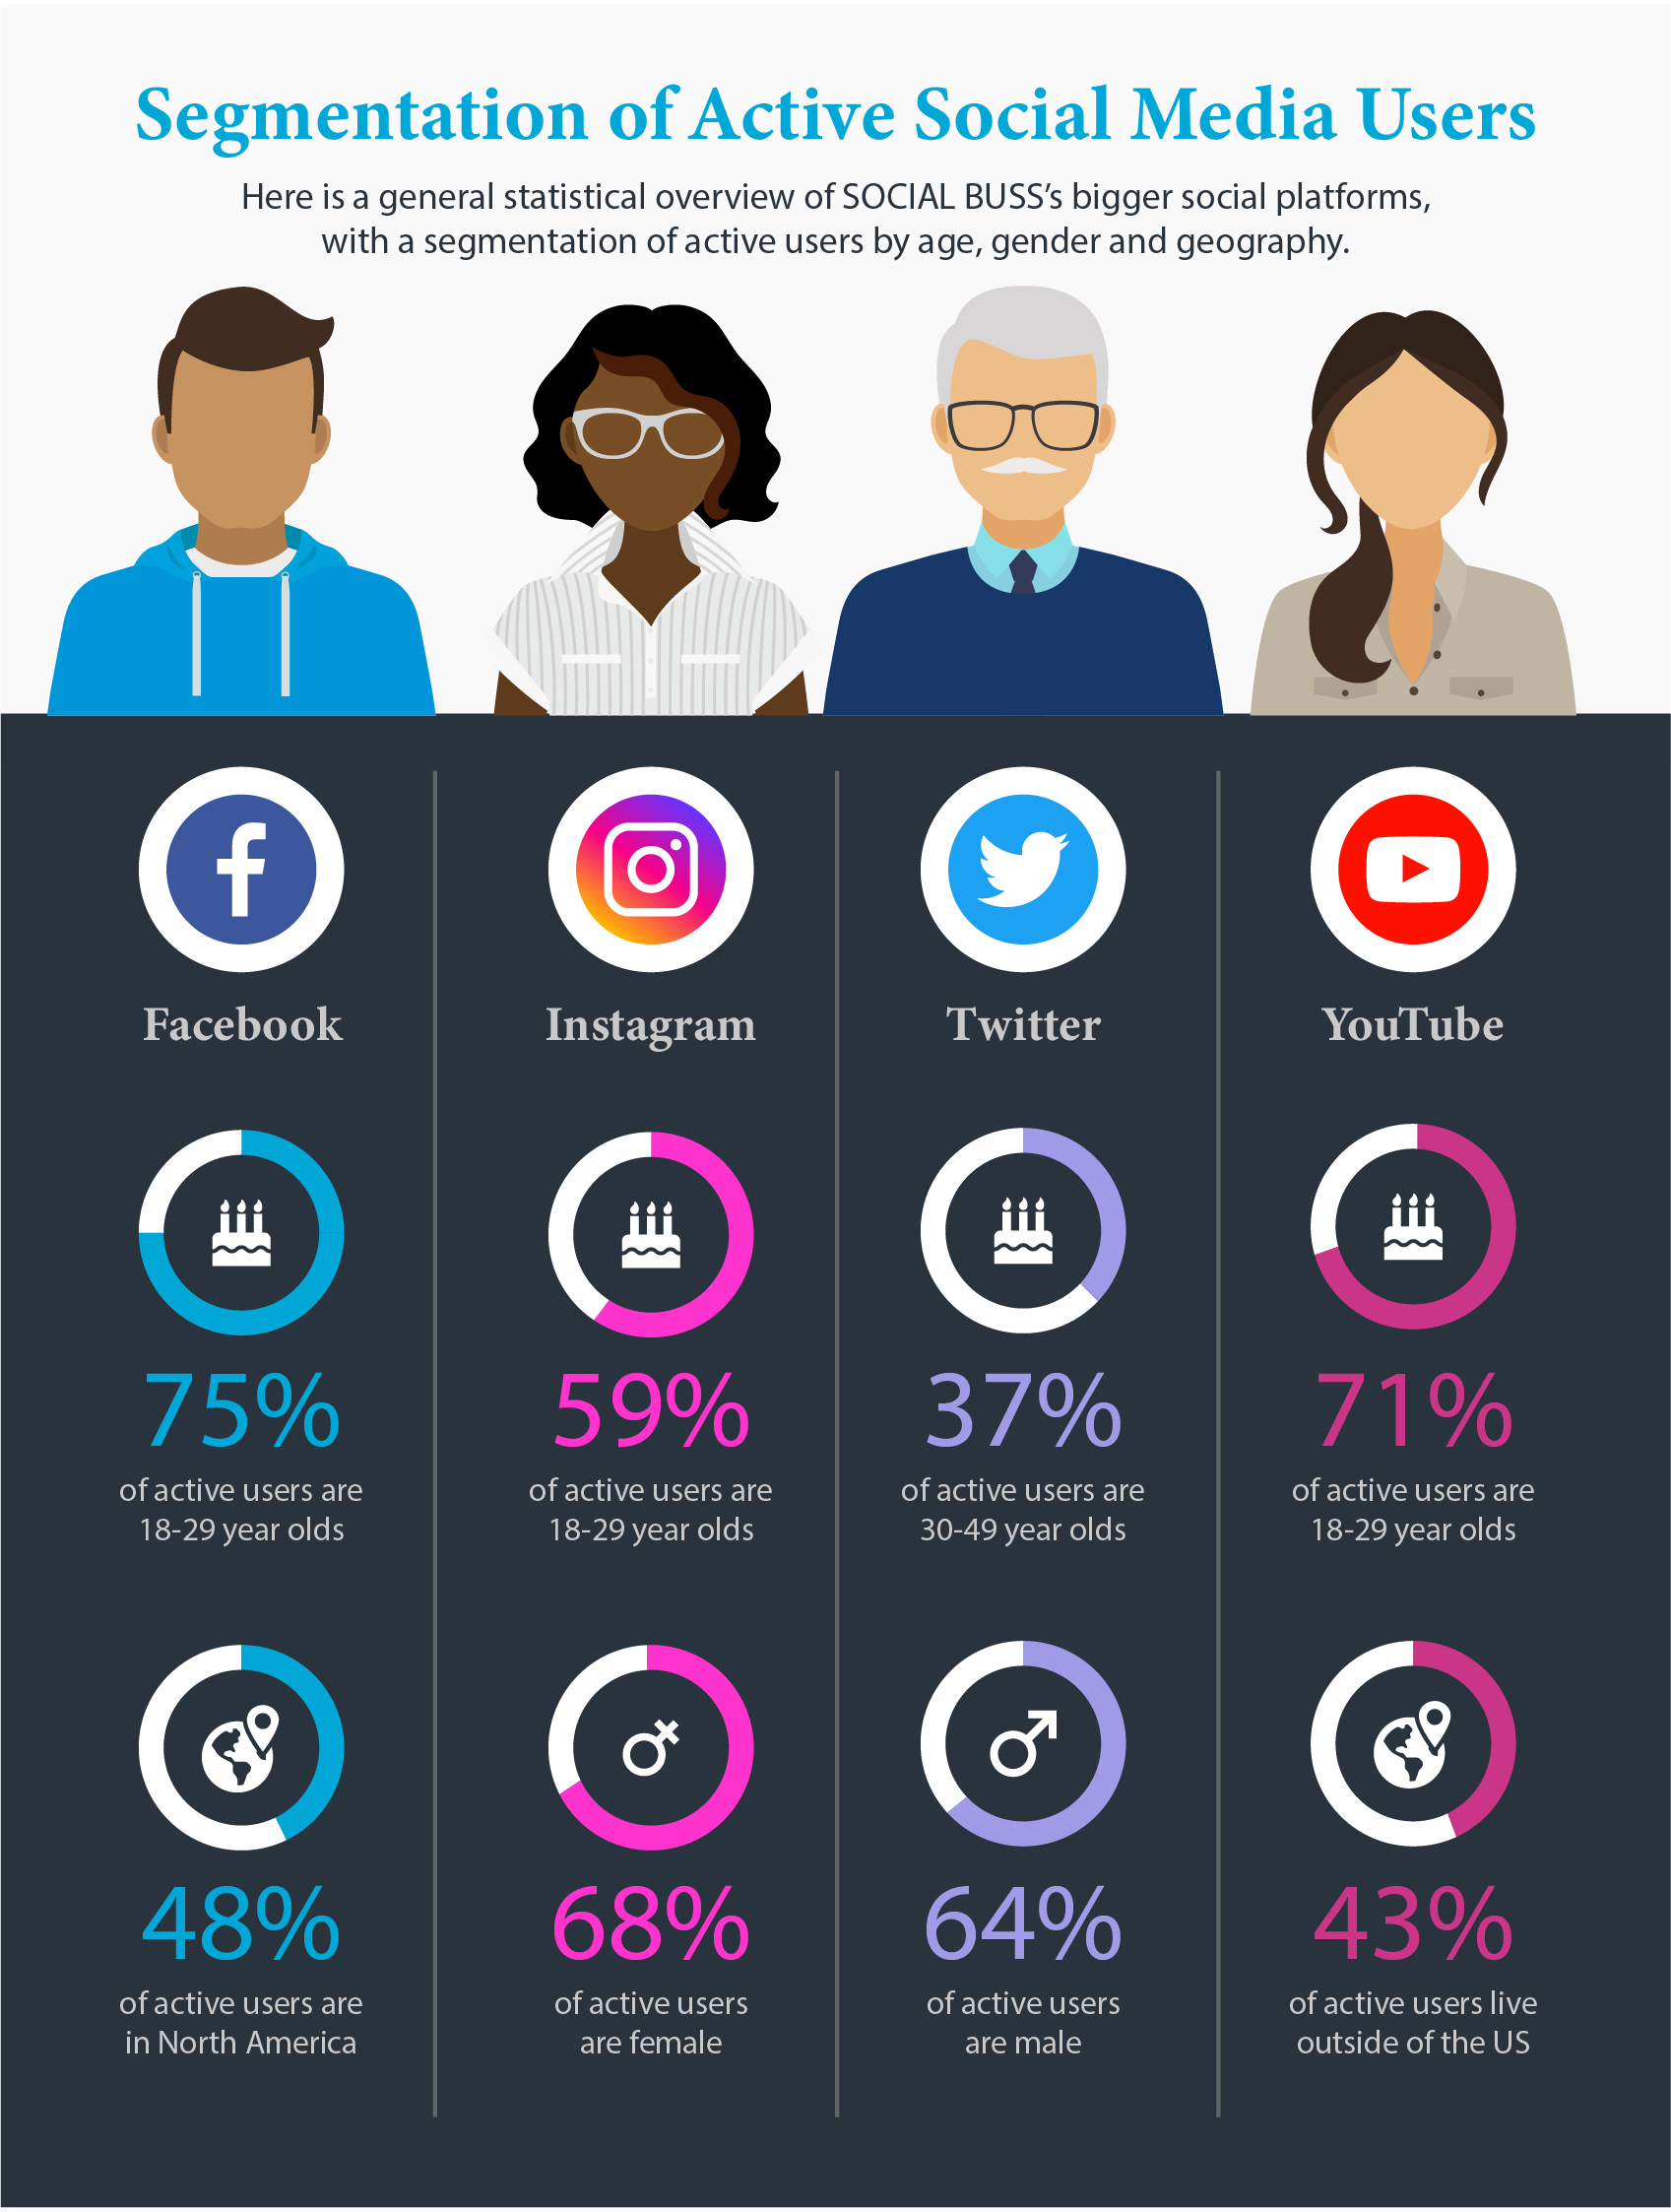 Segmentation of Active Social Media Users
Here is a general statistical overview of SOCIAL BUSS's bigger social platforms,
with a segmentation of active users by age, gender and geography.
Facebook
Instagram
Twitter
YouTube
75%
of active users are
18-29 year olds
59%
of active users are
18-29 year olds
37%
of active users are
30-49 year olds
71%
of active users are
18-29 year olds
48%
of active users are
in North America
68%
of active users
are female
64%
of active users
are male
43%
of active users live
outside of the US